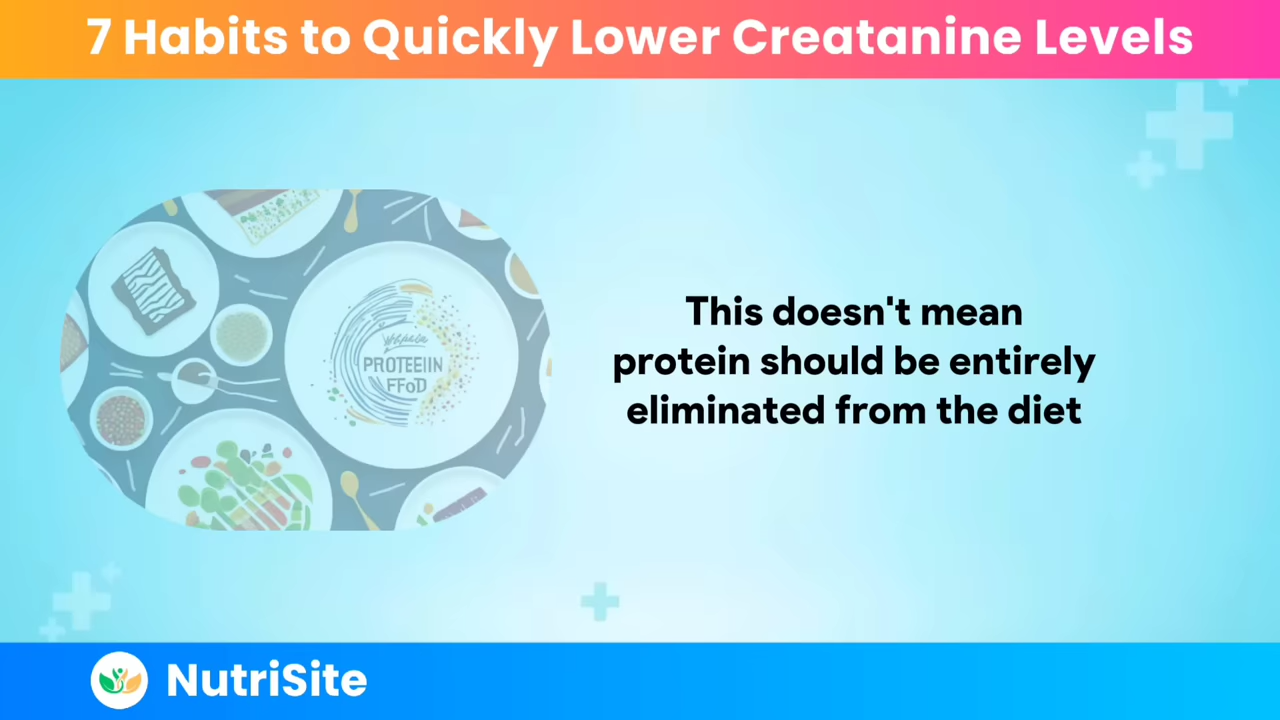 7 Habits to Quickly Lower Creatanine Levels
PROTEEIIN
FFoD
This doesn't mean
protein should be entirely
eliminated from the diet
NutriSite